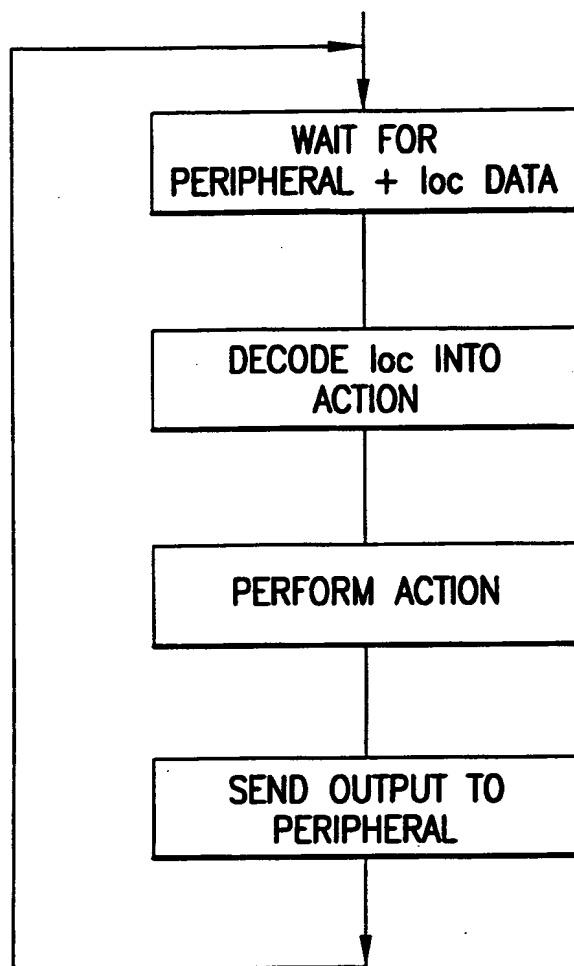 WAIT FOR
PERIPHERAL + loc DATA
DECODE loc INTO
ACTION
PERFORM ACTION
SEND OUTPUT TO
PERIPHERAL